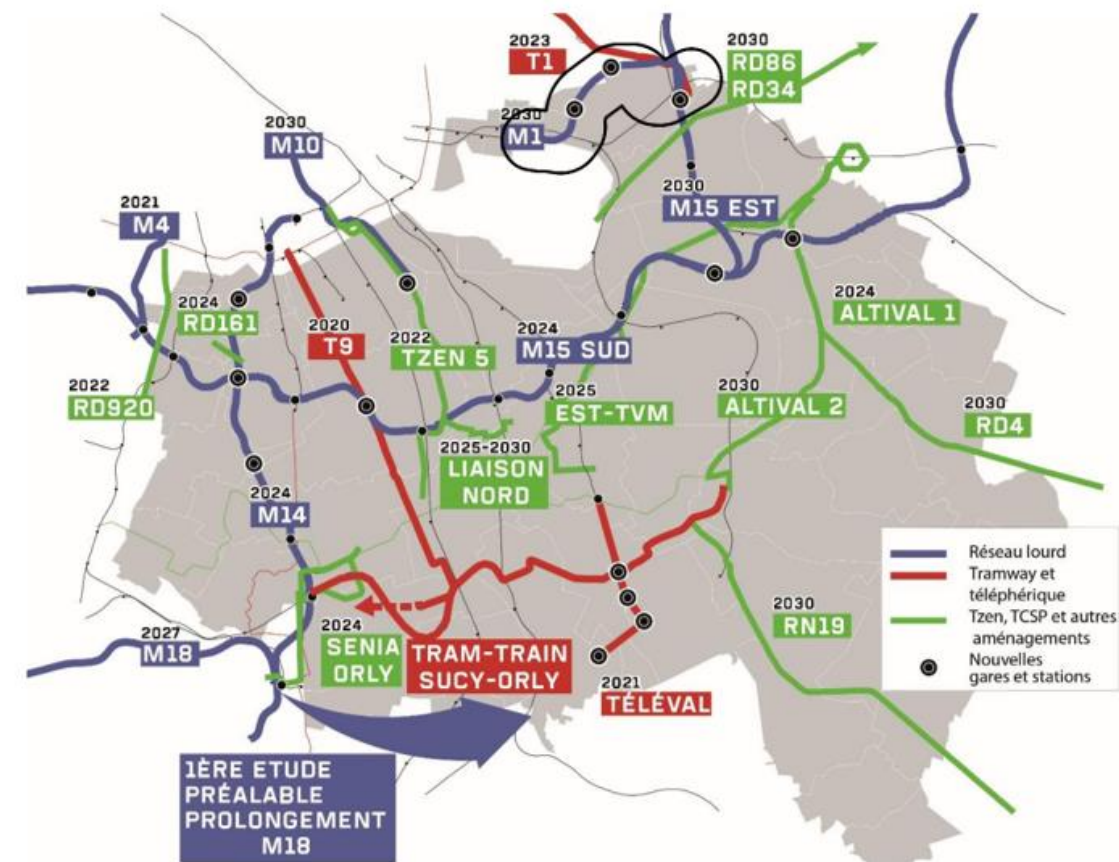 2023
T1
2030
RD86
RD34
2030
M1
2030
M10
2030
M15 EST
2021
M4
2024
RD161
2020
T9
2022
TZEN 5
2024
M15 SUD
2024
ALTIVAL 1
2022
RD920
2025
EST-TVM
2030
ALTIVAL 2
2030
RD4
2025-2030
LIAISON
NORD
2024
M14
2027
M18
2024
SENIA
ORLY
TRAM-TRAIN
SUCY-ORLY
2021
TÉLÉVAL
2030
RN19
1ÈRE ETUDE
PRÉALABLE
PROLONGEMENT
M18
Réseau lourd
Tramway et
téléphérique
Tzen, TCSP et autres
aménagements
Nouvelles
gares et stations